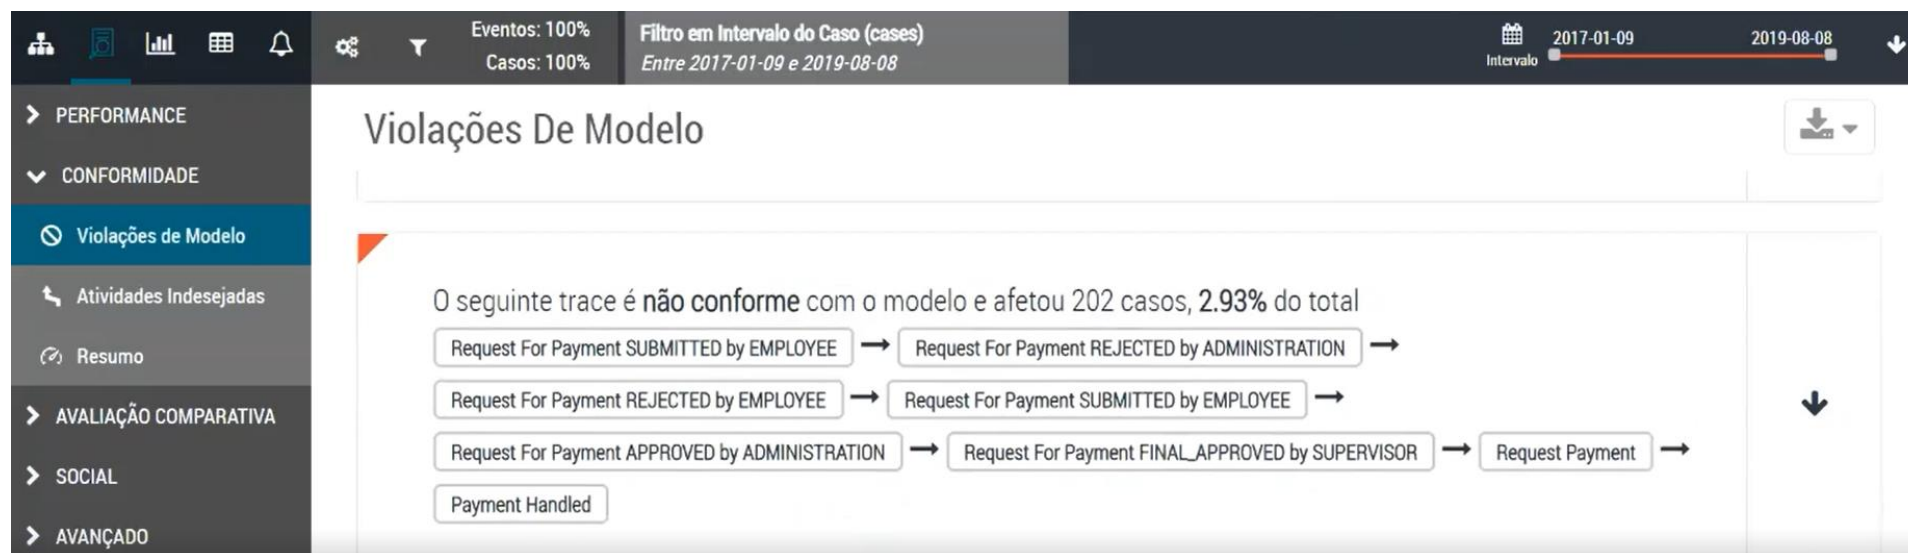 Eventos: 100%
Casos: 100%
Filtro em Intervalo do Caso (cases)
Entre 2017-01-09 e 2019-08-08
Intervalo
2017-01-09
2019-08-08
PERFORMANCE
CONFORMIDADE
Violações de Modelo
Atividades Indesejadas
Resumo
AVALIAÇÃO COMPARATIVA
SOCIAL
AVANÇADO
Violações De Modelo
O seguinte trace é não conforme com o modelo e afetou 202 casos, 2.93% do total
Request For Payment SUBMITTED by EMPLOYEE → Request For Payment REJECTED by ADMINISTRATION →
Request For Payment REJECTED by EMPLOYEE → Request For Payment SUBMITTED by EMPLOYEE →
Request For Payment APPROVED by ADMINISTRATION → Request For Payment FINAL_APPROVED by SUPERVISOR → Request Payment →
Payment Handled